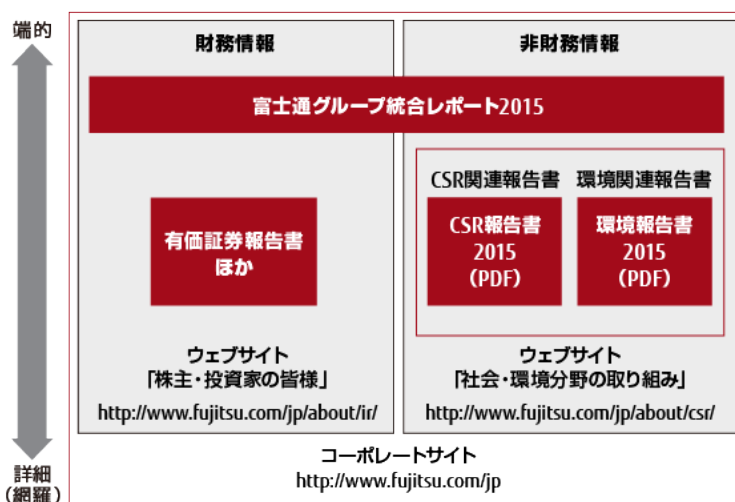 端的
財務情報
非財務情報
富士通グループ統合レポート2015
CSR関連報告書
環境関連報告書
有価証券報告書
ほか
CSR報告書
2015
(PDF)
環境報告書
2015
(PDF)
ウェブサイト
「株主・投資家の皆様」
http://www.fujitsu.com/jp/about/ir/
ウェブサイト
「社会・環境分野の取り組み」
http://www.fujitsu.com/jp/about/csr/
詳細
(網羅)
コーポレートサイト
http://www.fujitsu.com/jp